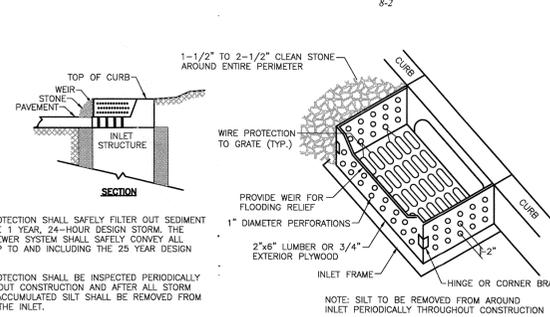 8-2
1-1/2" TO 2-1/2" CLEAN STONE
AROUND ENTIRE PERIMETER
CURB
TOP OF CURB
WEIR
STONE
PAVEMENT
INLET
STRUCTURE
SECTION
WIRE PROTECTION
TO GRATE (TYP.)
PROVIDE WEIR FOR
FLOODING RELIEF
1" DIAMETER PERFORATIONS
2"x6" LUMBER OR 3/4"
EXTERIOR PLYWOOD
INLET FRAME
CURB
2"
HINGE OR CORNER BRA
NOTE: SILT TO BE REMOVED FROM AROUND
INLET PERIODICALLY THROUGHOUT CONSTRUCTION
OTECTION SHALL SAFELY FILTER OUT SEDIMENT
1 YEAR, 24-HOUR DESIGN STORM. THE
EWER SYSTEM SHALL SAFELY CONVEY ALL
P TO AND INCLUDING THE 25 YEAR DESIGN
OTECTION SHALL BE INSPECTED PERIODICALLY
OUT CONSTRUCTION AND AFTER ALL STORM
ACCUMULATED SILT SHALL BE REMOVED FROM
THE INLET.